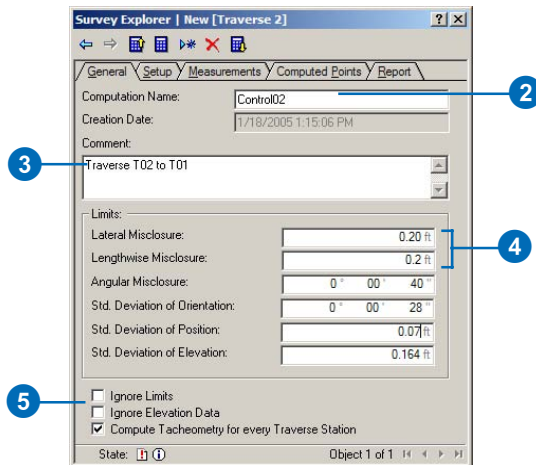 Survey Explorer | New [Traverse 2]
General Setup Measurements Computed Points Report
Computation Name: Control02
2
Creation Date: 1/18/2005 1:15:06 PM
Comment:
3
Traverse T02 to T01
Limits:
Lateral Misclosure: 0.20 ft
4
Lengthwise Misclosure: 0.2 ft
Angular Misclosure: 0 ° 00 ' 40 "
Std. Deviation of Orientation: 0 ° 00 ' 28 "
Std. Deviation of Position: 0.07 ft
Std. Deviation of Elevation: 0.164 ft
5
Ignore Limits
Ignore Elevation Data
Compute Tacheometry for every Traverse Station
State: Object 1 of 1